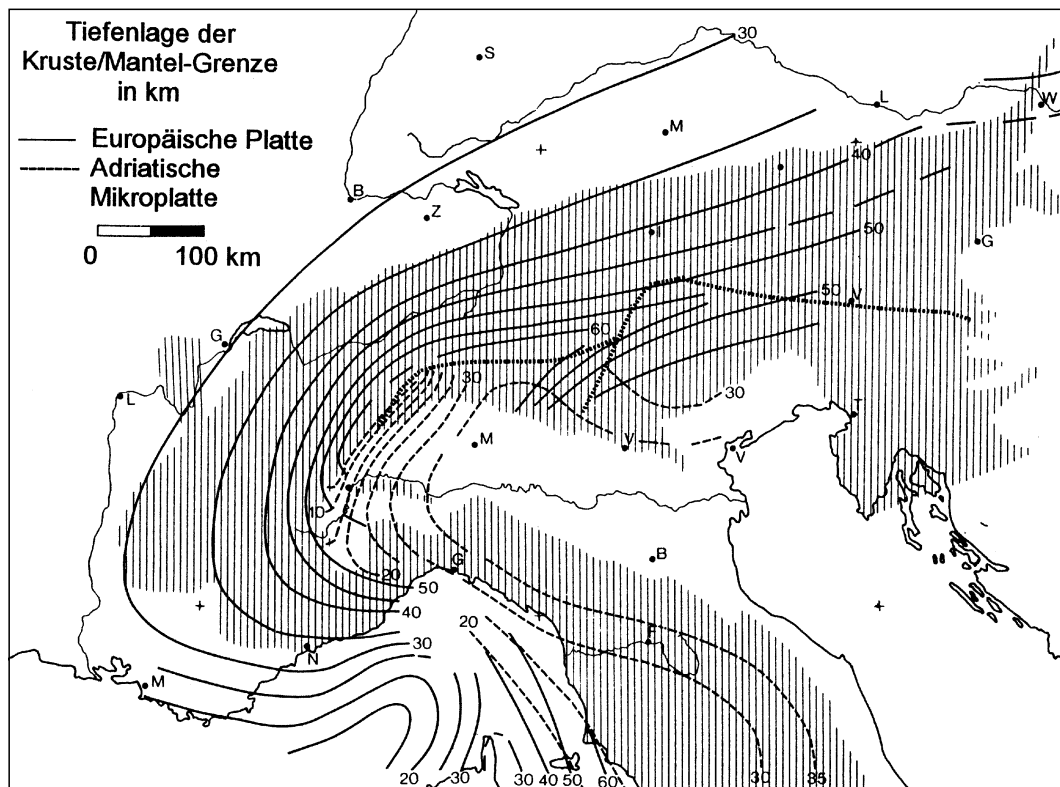 Tiefenlage der
Kruste/Mantel-Grenze
in km
Europäische Platte
Adriatische
Mikroplatte
0 100 km
30
S
L
W
M
40
B
Z
I
G
50
50
V
G
60
30
30
T
L
M
V
V
10
20
G
B
50
40
20
F
30
N
M
20 30 30 40 50 60 30 35